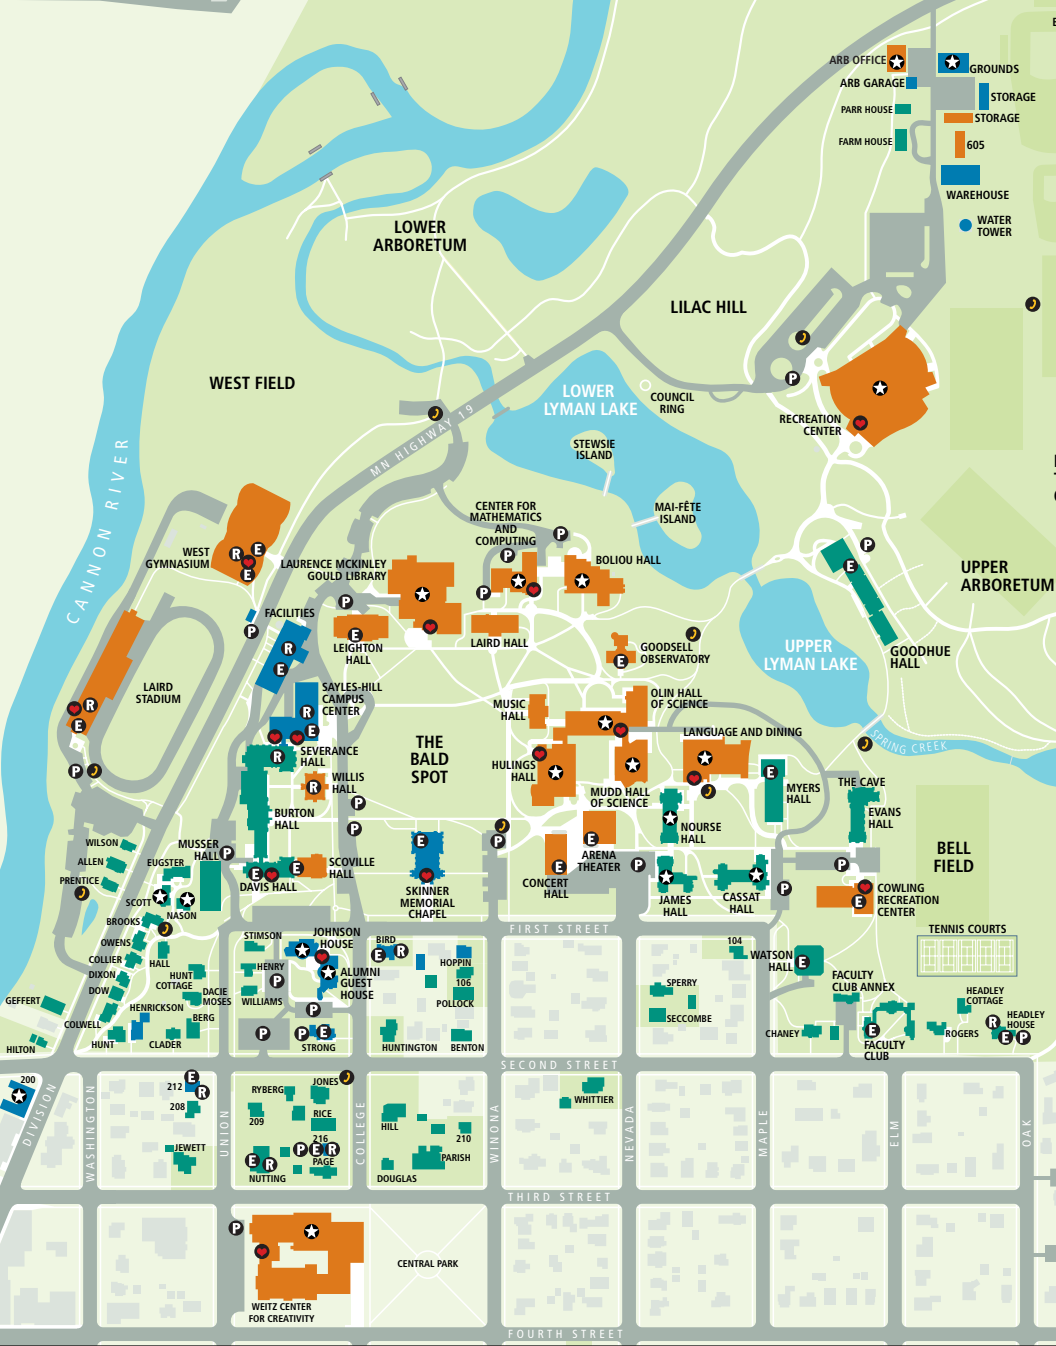 ARB OFFICE
GROUNDS
ARB GARAGE
STORAGE
PARR HOUSE
STORAGE
FARM HOUSE
605
WAREHOUSE
WATER
TOWER
LOWER
ARBORETUM
LILAC HILL
WEST FIELD
LOWER
LYMAN LAKE
COUNCIL
RING
RECREATION
CENTER
MN HIGHWAY 19
STEWSIE
ISLAND
CANNON RIVER
CENTER FOR
MATHEMATICS
AND
COMPUTING
MAI-FÊTE
ISLAND
WEST
GYMNASIUM
LAURENCE MCKINLEY
GOULD LIBRARY
BOLIOU HALL
UPPER
ARBORETUM
FACILITIES
LEIGHTON
HALL
LAIRD HALL
GOODSELL
OBSERVATORY
UPPER
LYMAN LAKE
GOODHUE
HALL
LAIRD
STADIUM
SAYLES-HILL
CAMPUS
CENTER
MUSIC
HALL
OLIN HALL
OF SCIENCE
LANGUAGE AND DINING
SPRING CREEK
SEVERANCE
HALL
THE
BALD
SPOT
HULINGS
HALL
WILLIS
HALL
MUDD HALL
OF SCIENCE
MYERS
HALL
THE CAVE
EVANS
HALL
BURTON
HALL
NOURSE
HALL
WILSON
MUSSER
HALL
ALLEN
EUGSTER
SCOVILLE
HALL
ARENA
THEATER
BELL
FIELD
PRENTICE
DAVIS HALL
SKINNER
MEMORIAL
CHAPEL
CONCERT
HALL
JAMES
HALL
CASSAT
HALL
COWLING
RECREATION
CENTER
SCOTT
NASON
BROOKS
FIRST STREET
TENNIS COURTS
OWENS
STIMSON
JOHNSON
HOUSE
BIRD
104
COLLIER
HALL
HENRY
HOPPIN
WATSON
HALL
DIXON
HUNT
COTTAGE
ALUMNI
GUEST
HOUSE
106
SPERRY
FACULTY
CLUB ANNEX
DOW
DACIE
MOSES
WILLIAMS
POLLOCK
HEADLEY
COTTAGE
GEFFERT
HENRICKSON
BERG
SECCOMBE
HEADLEY
HOUSE
COLWELL
CHANEY
ROGERS
HILTON
HUNT
CLADER
STRONG
HUNTINGTON
BENTON
FACULTY
CLUB
SECOND STREET
200
DIVISION
WASHINGTON
212
208
JEWETT
UNION
RYBERG
JONES
209
RICE
216
PAGE
NUTTING
COLLEGE
HILL
210
PARISH
DOUGLAS
WINONA
WHITTIER
NEVADA
MAPLE
ELM
OAK
THIRD STREET
CENTRAL PARK
WEITZ CENTER
FOR CREATIVITY
FOURTH STREET